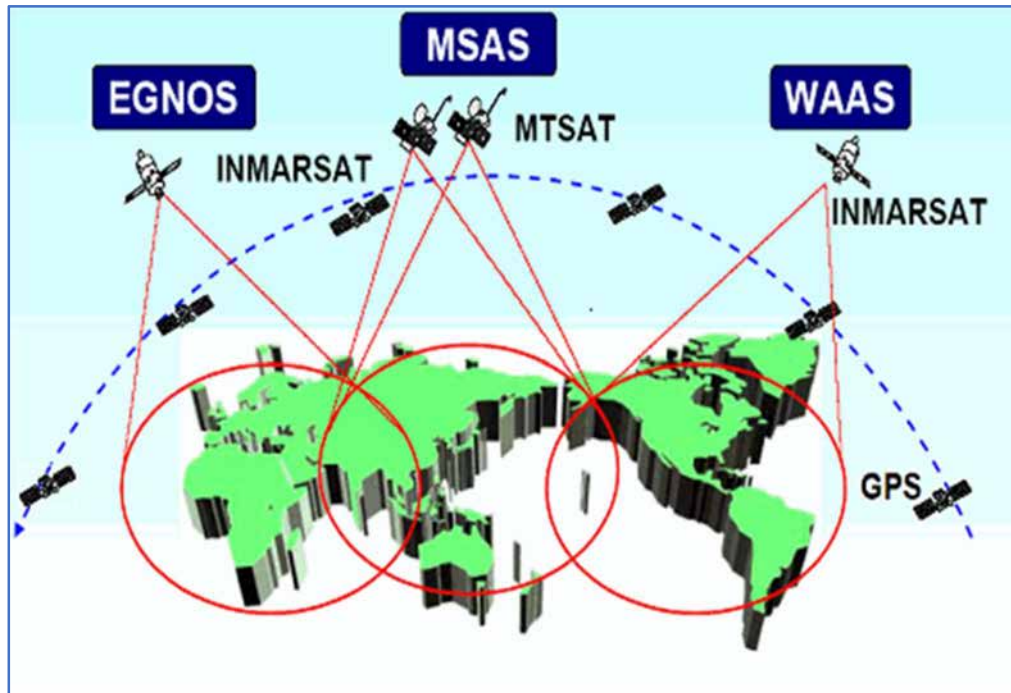 MSAS
EGNOS
WAAS
MTSAT
INMARSAT
INMARSAT
GPS